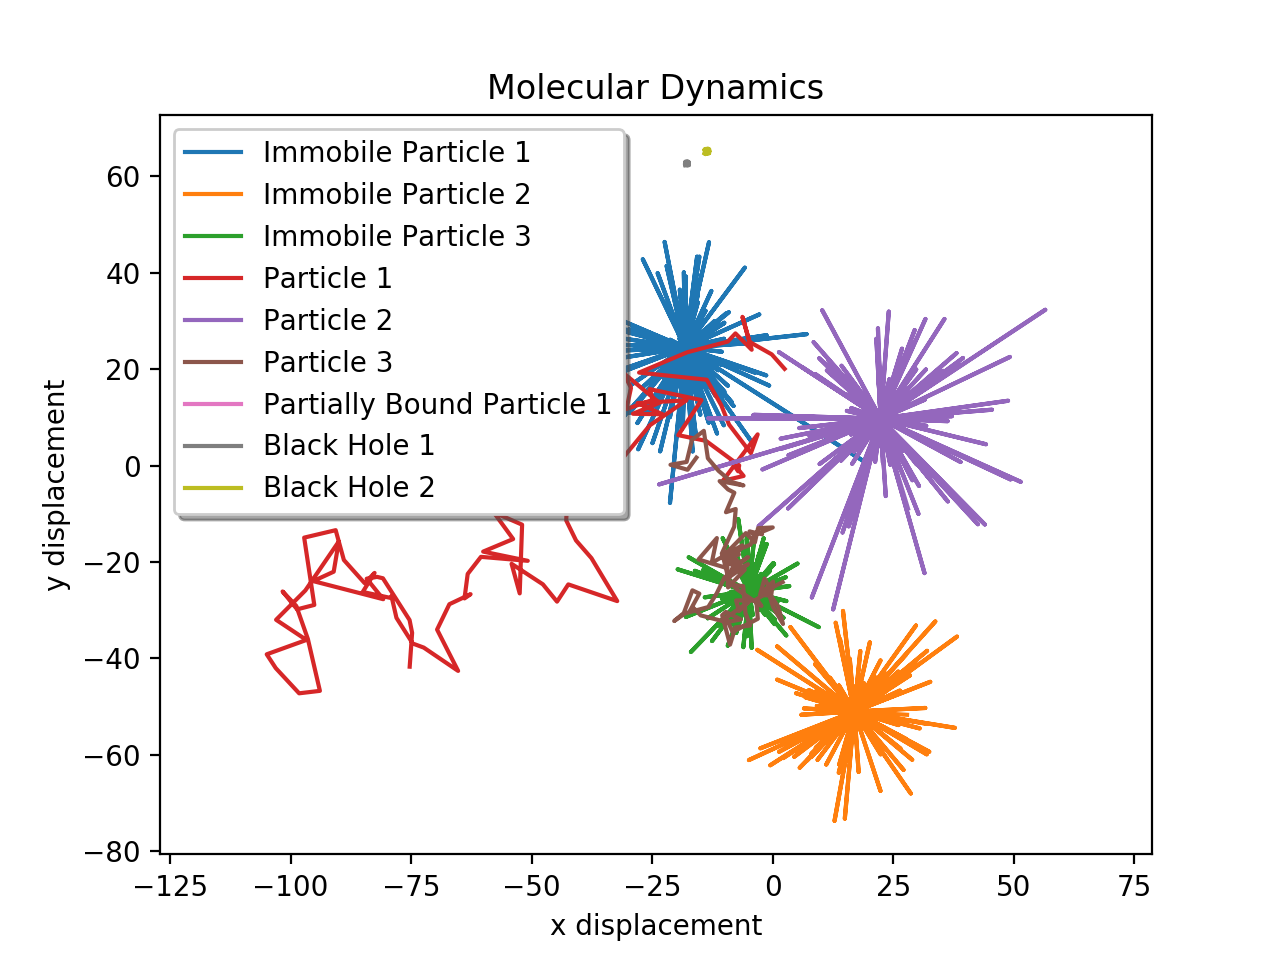 Molecular Dynamics
Immobile Particle 1
Immobile Particle 2
Immobile Particle 3
Particle 1
Particle 2
Particle 3
Partially Bound Particle 1
Black Hole 1
Black Hole 2
y displacement
60
40
20
0
−20
−40
−60
−80
−125 −100 −75 −50 −25 0 25 50 75
x displacement